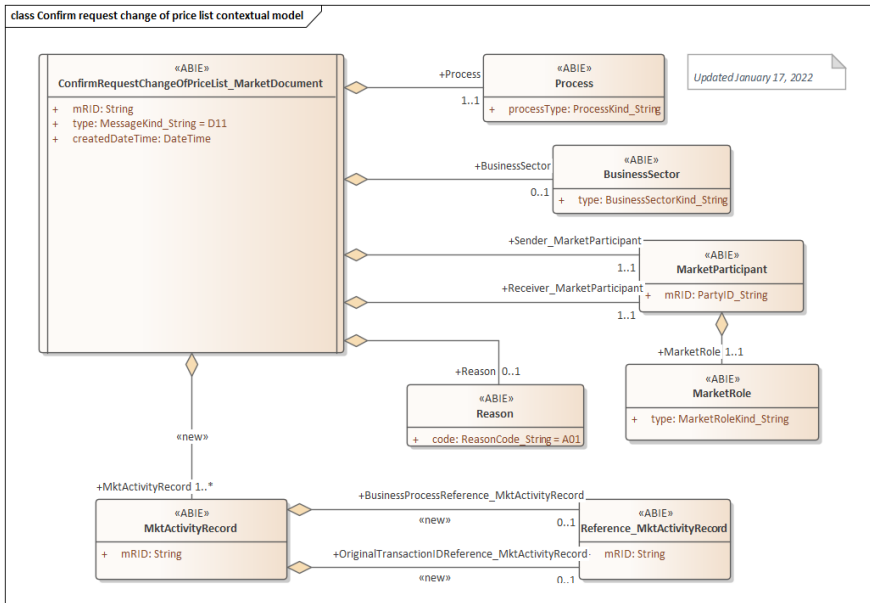 class Confirm request change of price list contextual model
«ABIE»
ConfirmRequestChangeOfPriceList_MarketDocument
+ mRID: String
+ type: MessageKind_String = D11
+ createdDateTime: DateTime
+Process
1..1
«ABIE»
Process
+ processType: ProcessKind_String
Updated January 17, 2022
+BusinessSector
0..1
«ABIE»
BusinessSector
+ type: BusinessSectorKind_String
+Sender_MarketParticipant
1..1
+Receiver_MarketParticipant
1..1
«ABIE»
MarketParticipant
+ mRID: PartyID_String
+MarketRole 1..1
«ABIE»
MarketRole
+ type: MarketRoleKind_String
+Reason 0..1
«ABIE»
Reason
+ code: ReasonCode_String = A01
«new»
+MktActivityRecord 1..*
«ABIE»
MktActivityRecord
+ mRID: String
+BusinessProcessReference_MktActivityRecord
«new»
0..1
+OriginalTransactionIDReference_MktActivityRecord
«new»
0..1
«ABIE»
Reference_MktActivityRecord
mRID: String